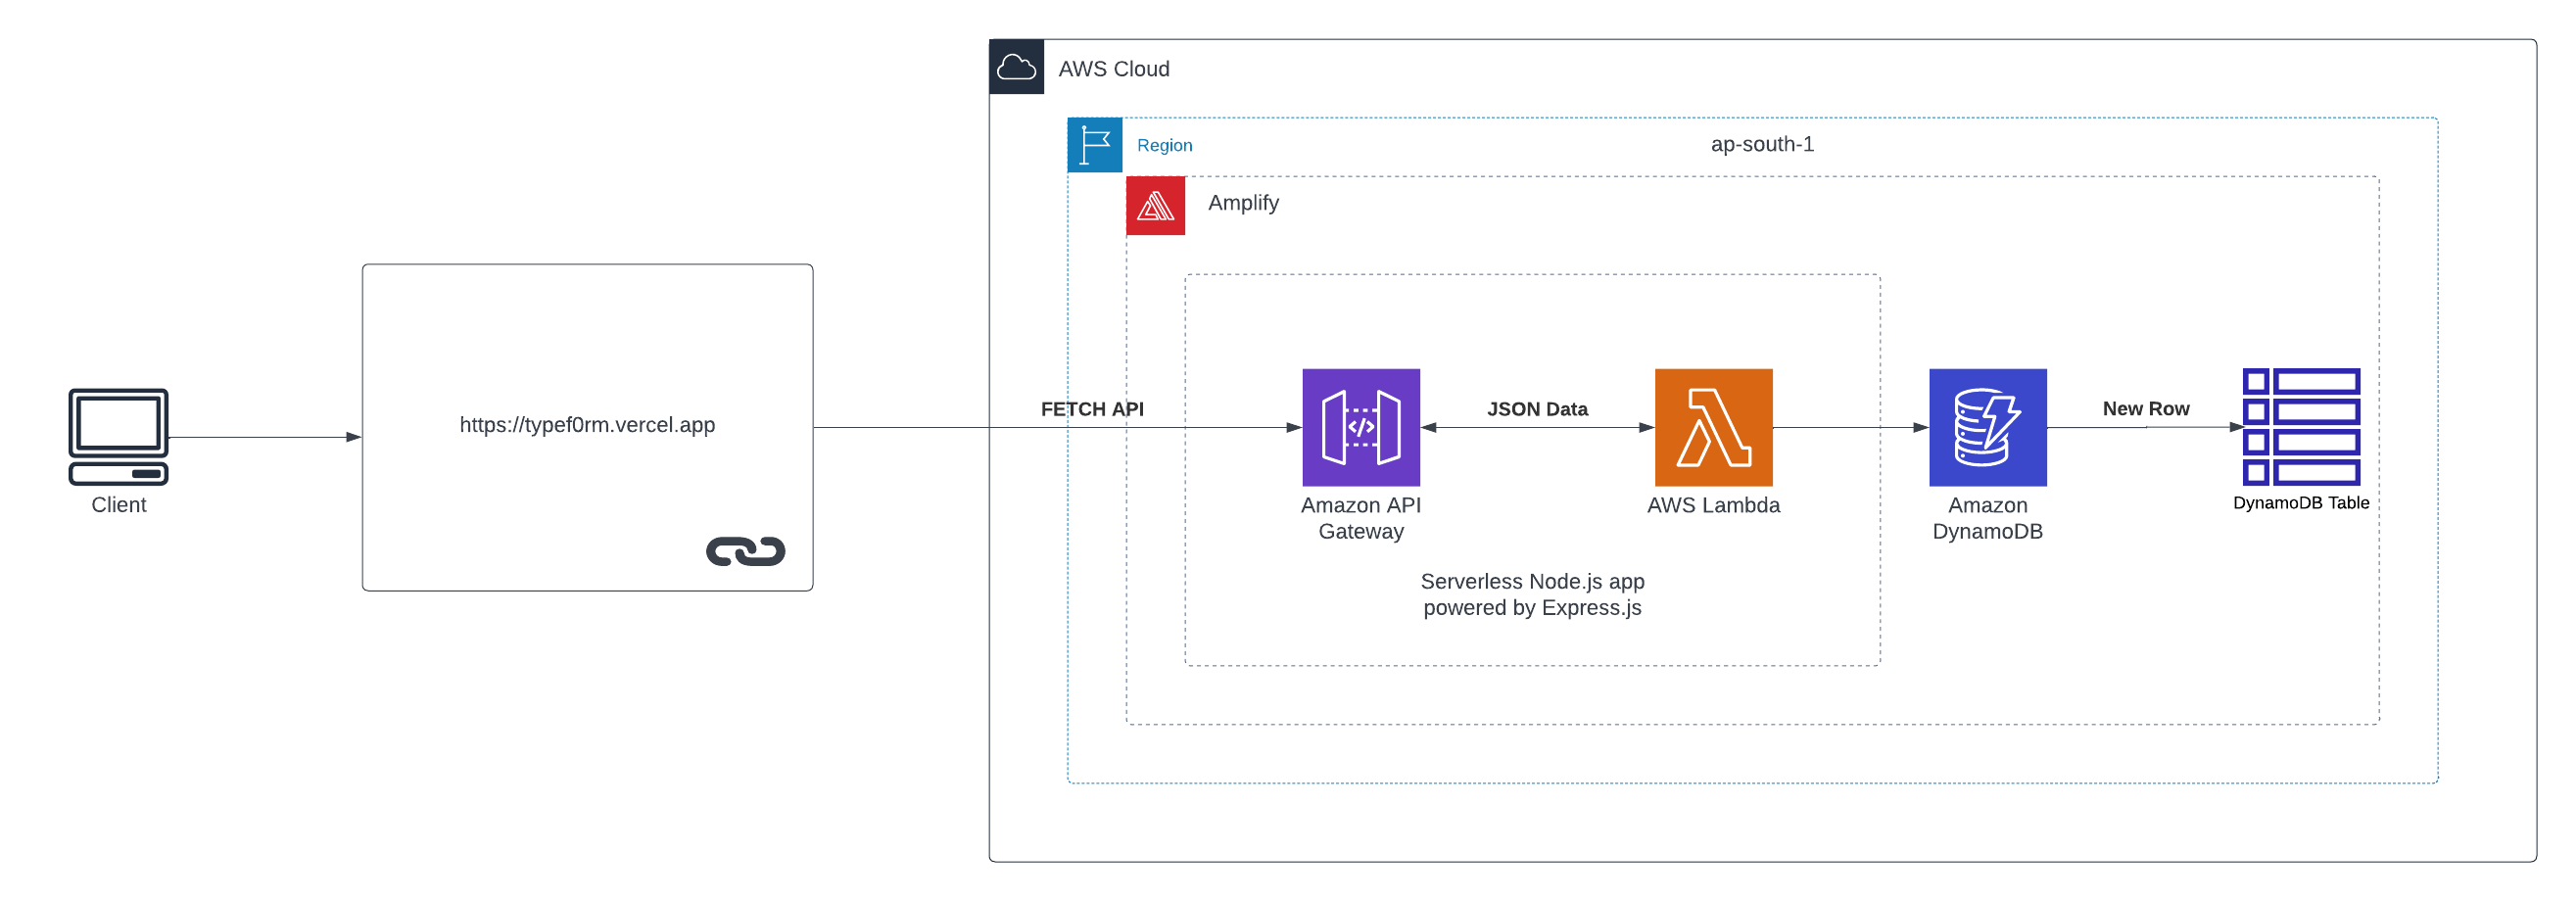 AWS Cloud
Region
ap-south-1
Amplify
Client
https://typef0rm.vercel.app
FETCH API
Amazon API
Gateway
JSON Data
AWS Lambda
Serverless Node.js app
powered by Express.js
Amazon
DynamoDB
New Row
DynamoDB Table